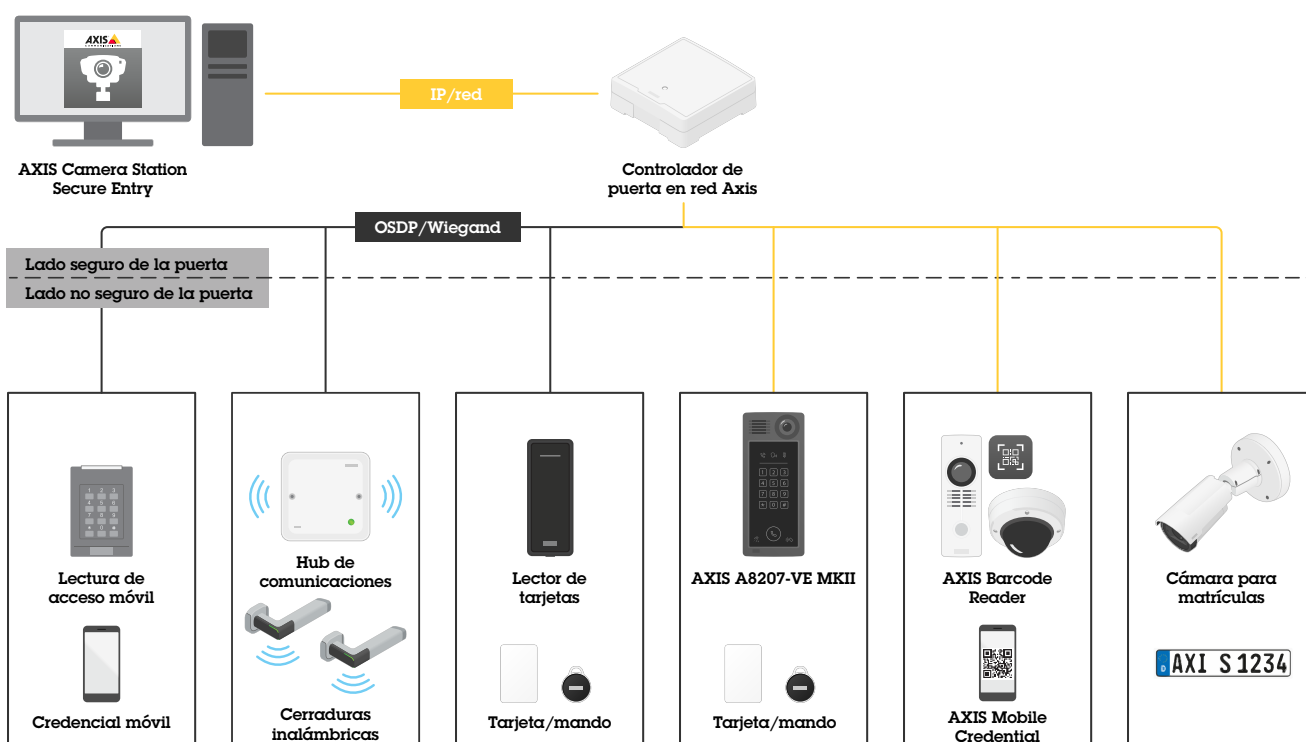 AXIS
COMMUNICATIONS
IP/red
AXIS Camera Station
Secure Entry
Controlador de
puerta en red Axis
OSDP/Wiegand
Lado seguro de la puerta
Lado no seguro de la puerta
Lectura de
acceso móvil
Credencial móvil
Hub de
comunicaciones
Cerraduras
inalámbricas
Lector de
tarjetas
Tarjeta/mando
AXIS A8207-VE MKII
Tarjeta/mando
AXIS Barcode
Reader
AXIS Mobile
Credential
Cámara para
matrículas
D
AXI S 1234